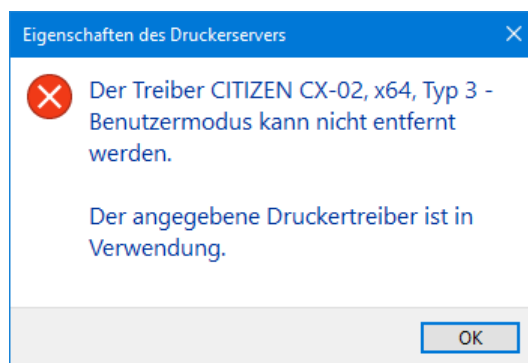 Eigenschaften des Druckerservers
Der Treiber CITIZEN CX-02, x64, Typ 3 -
Benutzermodus kann nicht entfernt
werden.
Der angegebene Druckertreiber ist in
Verwendung.
OK